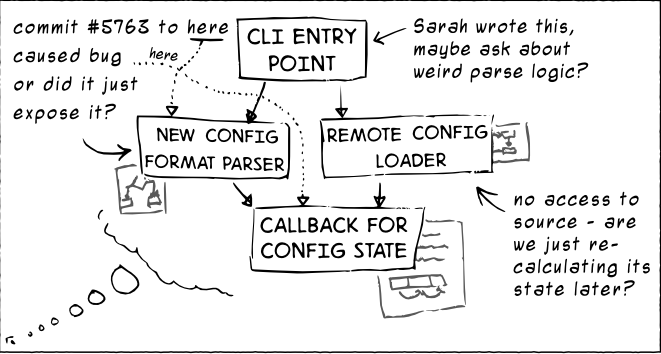 commit #5763 to here
caused bug ... here
or did it just
expose it?
CLI ENTRY
POINT
Sarah wrote this,
maybe ask about
weird parse logic?
NEW CONFIG
FORMAT PARSER
REMOTE CONFIG
LOADER
CALLBACK FOR
CONFIG STATE
no access to
source - are
we just re-
calculating its
state later?